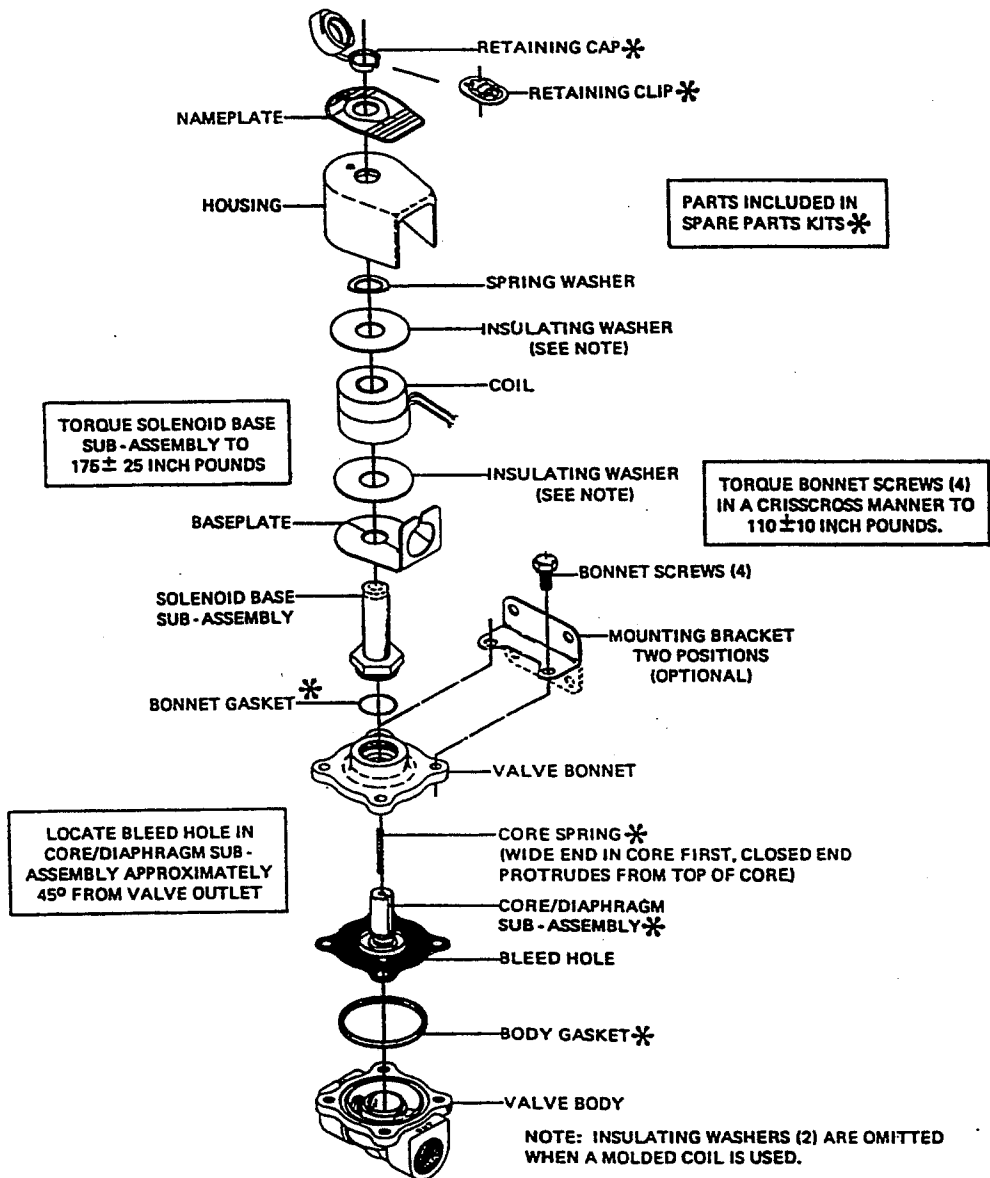 RETAINING CAP*
RETAINING CLIP*
NAMEPLATE
HOUSING
PARTS INCLUDED IN
SPARE PARTS KITS*
SPRING WASHER
INSULATING WASHER
(SEE NOTE)
COIL
TORQUE SOLENOID BASE
SUB-ASSEMBLY TO
175± 25 INCH POUNDS
INSULATING WASHER
(SEE NOTE)
TORQUE BONNET SCREWS (4)
IN A CRISSCROSS MANNER TO
110±10 INCH POUNDS.
BASEPLATE
BONNET SCREWS (4)
SOLENOID BASE
SUB-ASSEMBLY
MOUNTING BRACKET
TWO POSITIONS
(OPTIONAL)
BONNET GASKET*
VALVE BONNET
LOCATE BLEED HOLE IN
CORE/DIAPHRAGM SUB-
ASSEMBLY APPROXIMATELY
45° FROM VALVE OUTLET
CORE SPRING*
(WIDE END IN CORE FIRST, CLOSED END
PROTRUDES FROM TOP OF CORE)
CORE/DIAPHRAGM
SUB-ASSEMBLY*
BLEED HOLE
BODY GASKET*
VALVE BODY
NOTE: INSULATING WASHERS (2) ARE OMITTED
WHEN A MOLDED COIL IS USED.